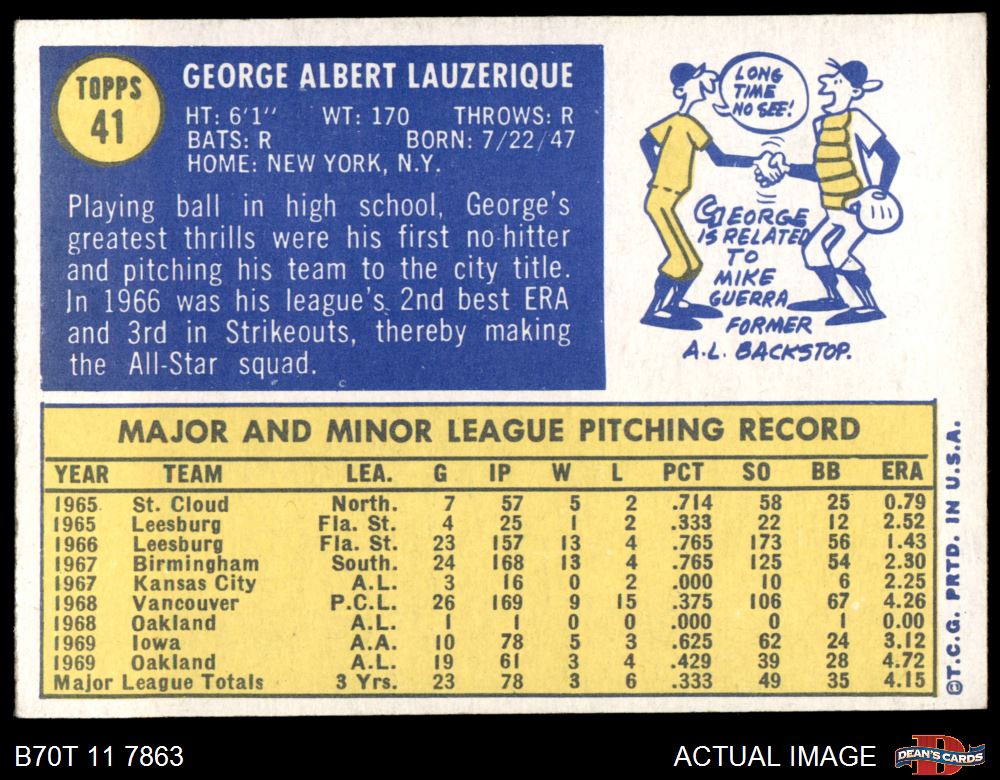 TOPPS
41
GEORGE ALBERT LAUZERIQUE
HT: 6'1" WT: 170 THROWS: R
BATS: R BORN: 7/22/47
HOME: NEW YORK, N.Y.
Playing ball in high school, George's
greatest thrills were his first no-hitter
and pitching his team to the city title.
In 1966 was his league's 2nd best ERA
and 3rd in Strikeouts, thereby making
the All-Star squad.
LONG
TIME
NO SEE!
GEORGE
IS RELATED
TO
MIKE
GUERRA
FORMER
A.L. BACKSTOP.
MAJOR AND MINOR LEAGUE PITCHING RECORD
YEAR TEAM LEA. G IP W L PCT SO BB ERA
1965 St. Cloud North. 7 57 5 2 .714 58 25 0.79
1965 Leesburg Fla. St. 4 25 1 2 .333 22 12 2.52
1966 Leesburg Fla. St. 23 157 13 4 .765 173 56 1.43
1967 Birmingham South. 24 168 13 4 .765 125 54 2.30
1967 Kansas City A.L. 3 16 0 2 .000 10 6 2.25
1968 Vancouver P.C.L. 26 169 9 15 .375 106 67 4.26
1968 Oakland A.L. 1 1 0 0 .000 0 1 0.00
1969 Iowa A.A. 10 78 5 3 .625 62 24 3.12
1969 Oakland A.L. 19 61 3 4 .429 39 28 4.72
Major League Totals 3 Yrs. 23 78 3 6 .333 49 35 4.15
©T.C.G. PRTD. IN U.S.A.
B70T 11 7863
ACTUAL IMAGE
DEAN'S CARDS